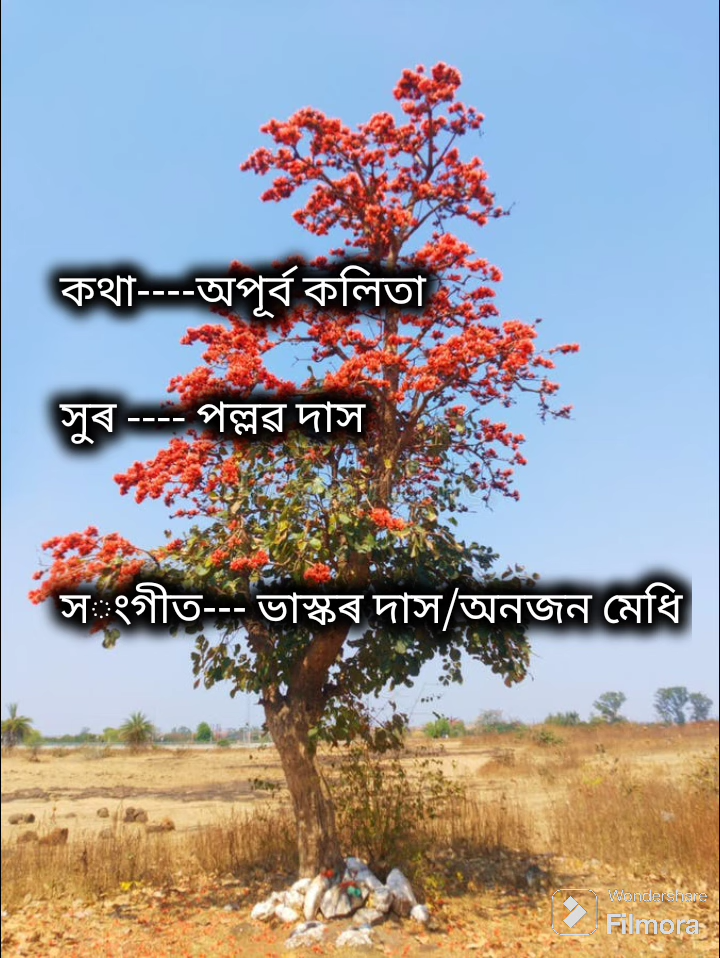 কথা----অপূৰ্ব কলিতা
সুৰ ---- পল্লৱ দাস
স◌ংগীত--- ভাস্কৰ দাস/অনজন মেধি
Wondershare
Filmora